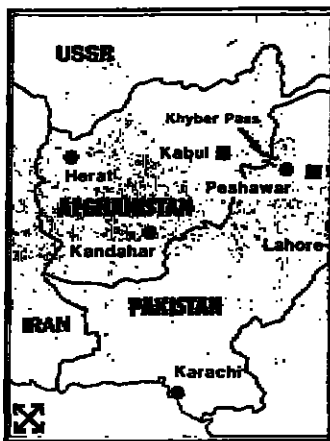 USSR
Khyber Pass
Kabul
Herat
Peshawar
AFGHANISTAN
Kandahar
Lahore
IRAN
PAKISTAN
Karachi